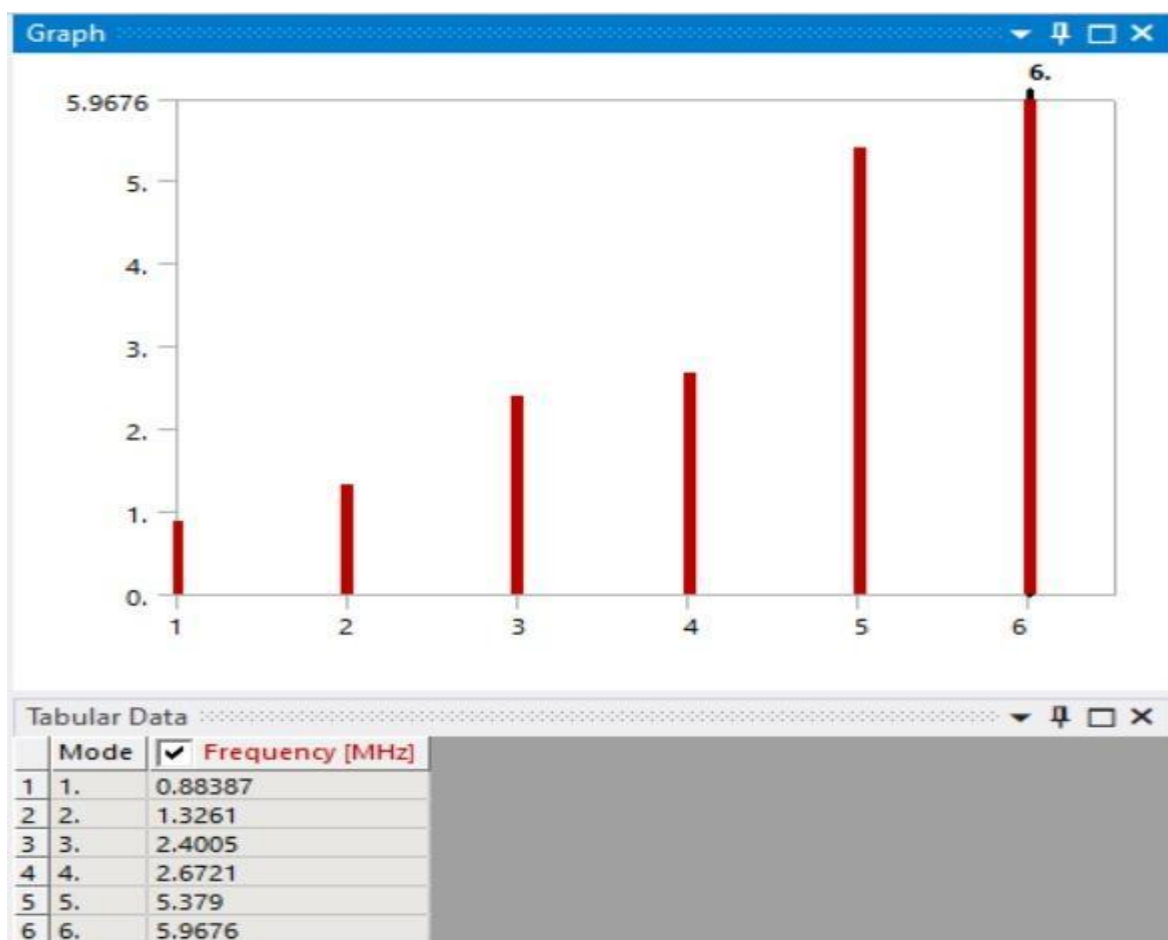 Graph
6.
5.9676
5.
4.
3.
2.
1.
0.
1 2 3 4 5 6
Tabular Data
Mode Frequency [MHz]
1 1. 0.88387
2 2. 1.3261
3 3. 2.4005
4 4. 2.6721
5 5. 5.379
6 6. 5.9676